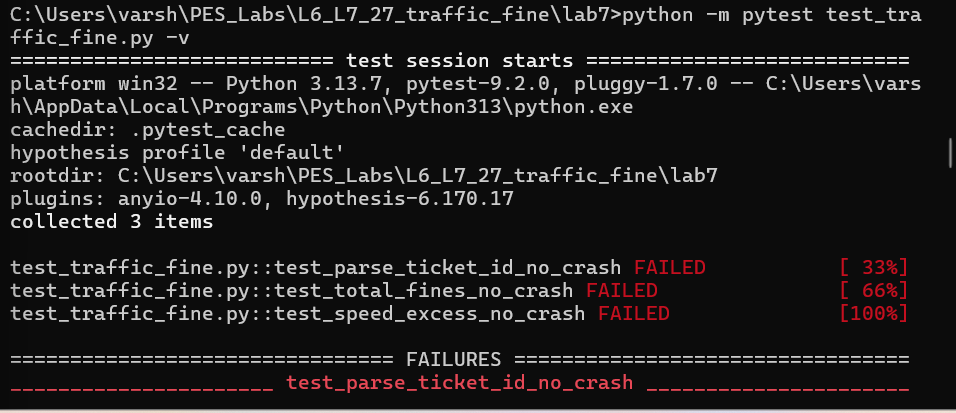 C:\Users\varsh\PES_Labs\L6_L7_27_traffic_fine\lab7>python -m pytest test_tra
ffic_fine.py -v
=========================== test session starts ===========================
platform win32 -- Python 3.13.7, pytest-9.2.0, pluggy-1.7.0 -- C:\Users\vars
h\AppData\Local\Programs\Python\Python313\python.exe
cachedir: .pytest_cache
hypothesis profile 'default'
rootdir: C:\Users\varsh\PES_Labs\L6_L7_27_traffic_fine\lab7
plugins: anyio-4.10.0, hypothesis-6.170.17
collected 3 items
test_traffic_fine.py::test_parse_ticket_id_no_crash FAILED           [ 33%]
test_traffic_fine.py::test_total_fines_no_crash FAILED               [ 66%]
test_traffic_fine.py::test_speed_excess_no_crash FAILED              [100%]
================================ FAILURES =================================
______________________ test_parse_ticket_id_no_crash ______________________